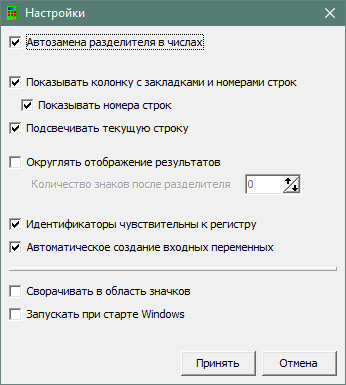 Настройки
Автозамена разделителя в числах
Показывать колонку с закладками и номерами строк
Показывать номера строк
Подсвечивать текущую строку
Округлять отображение результатов
Количество знаков после разделителя 0
Идентификаторы чувствительны к регистру
Автоматическое создание входных переменных
Сворачивать в область значков
Запускать при старте Windows
Принять Отмена